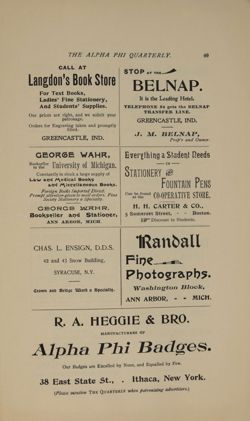 THE ALPHA PHI QUARTERLY.
CALL AT
Langdon's Book Store
For Text Books,
Ladies' Fine Stationery,
And Students' Supplies.
Our prices are right, and we solicit your
patronage.
Orders for Engraving taken and promptly
filled.
GREENCASTLE, IND.
STOP AT THE
BELNAP.
It is the Leading Hotel.
TELEPHONE 84 gets the BELNAP
TRANSFER LINE.
GREENCASTLE, IND.
J. M. BELNAP,
Prop'r and Owner.
GEORGE WAHR,
Bookseller to the University of Michigan.
Constantly in stock a large supply of
Law and Medical Books
and Miscellaneous Books.
Foreign Books Imported Direct.
Prompt attention given to mail orders. Fine
Society Stationery a Specialty.
GEORGE WAHR,
Bookseller and Stationer,
ANN ARBOR, MICH.
Everything a Student Needs
IN
STATIONERY &
FOUNTAIN PENS
Can be found at the CO-OPERATIVE STORE.
H. H. CARTER & CO.,
5 Somerset Street, - Boston.
Discount to Students.
CHAS. L. ENSIGN, D.D.S.
42 and 43 Snow Building,
SYRACUSE, N.Y.
Crown and Bridge Work a Specialty.
Randall
Fine
Photographs.
Washington Block,
ANN ARBOR, - - MICH.
R. A. HEGGIE & BRO.
MANUFACTURERS OF
Alpha Phi Badges.
Our Badges are Excelled by None, and Equalled by Few.
38 East State St., . Ithaca, New York.
(Please mention THE QUARTERLY when patronizing advertisers.)